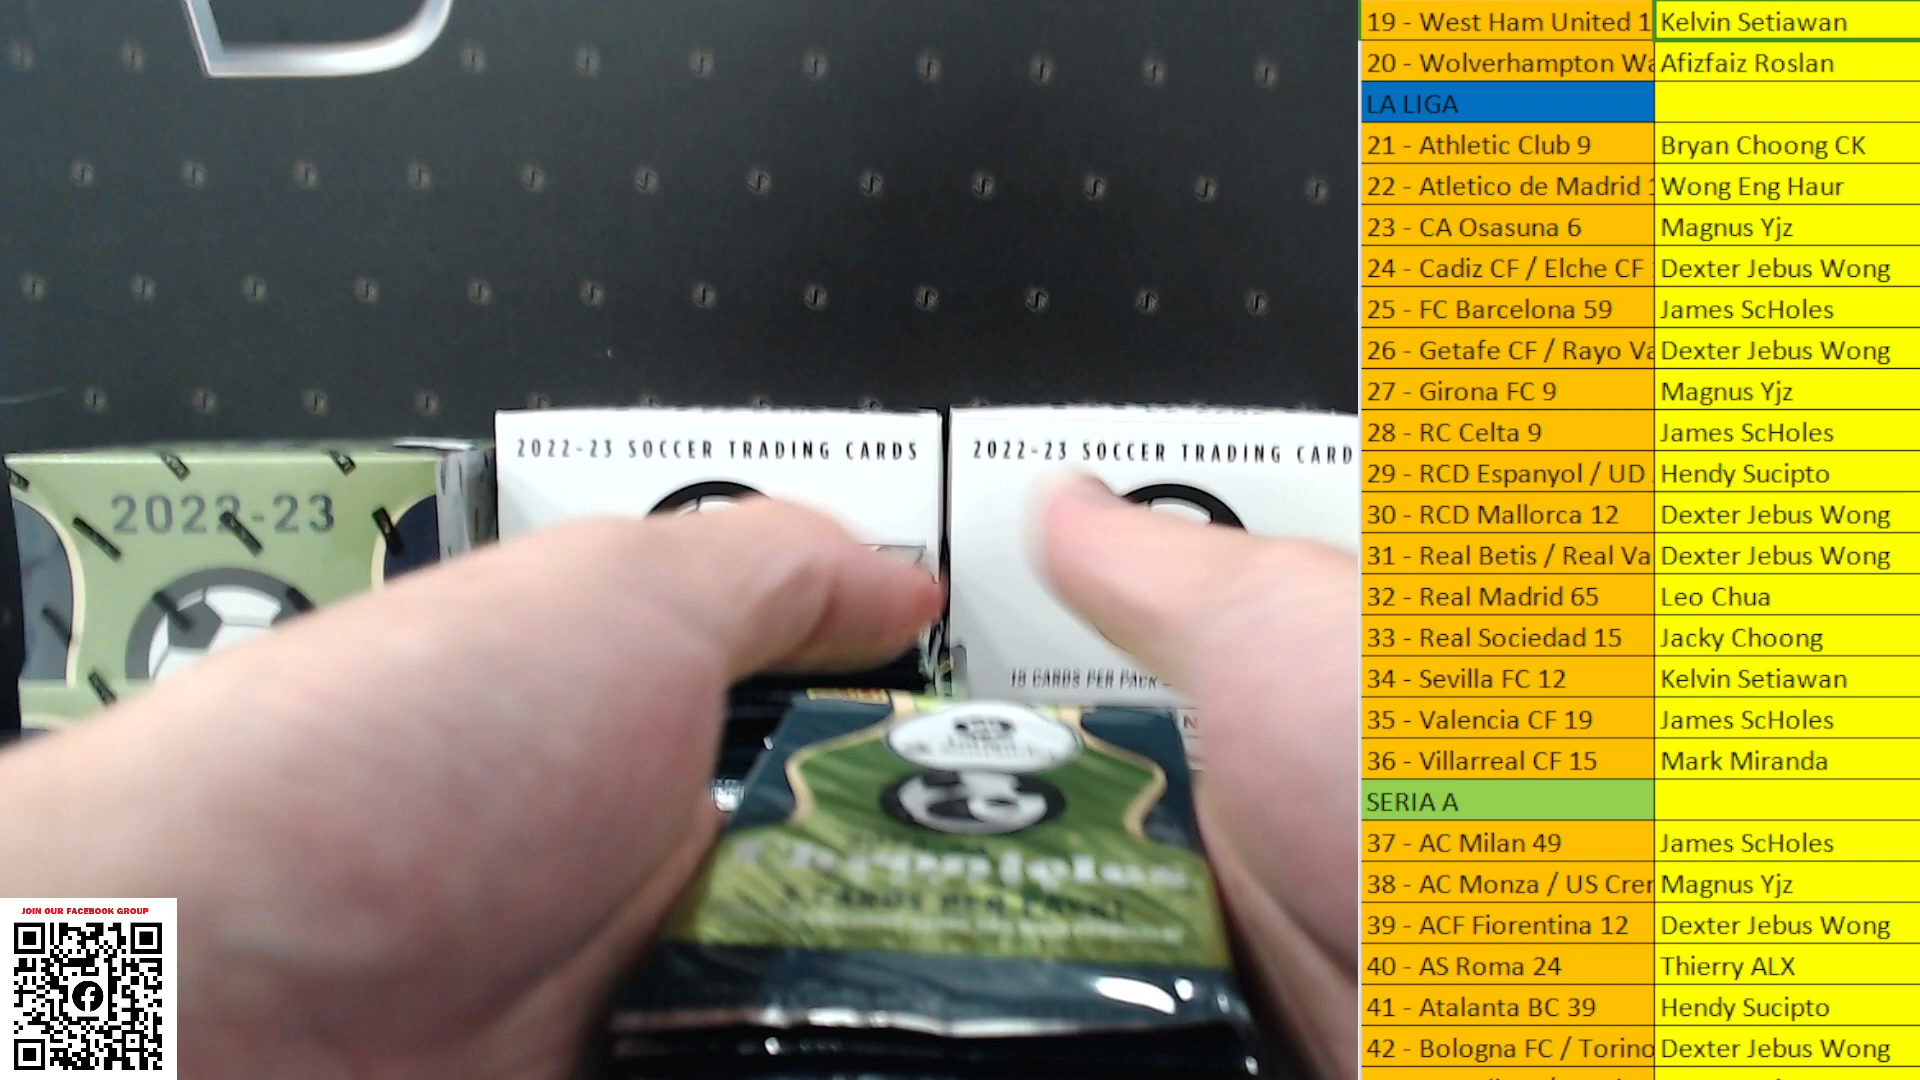 2022-23
2022-23 SOCCER TRADING CARDS
2022-23 SOCCER TRADING CARD
15 CARDS PER PACK
Chronicles
CARDS PER PACK
JOIN OUR FACEBOOK GROUP
19 - West Ham United 1 Kelvin Setiawan
20 - Wolverhampton Wa Afizfaiz Roslan
LA LIGA
21 - Athletic Club 9 Bryan Choong CK
22 - Atletico de Madrid 1 Wong Eng Haur
23 - CA Osasuna 6 Magnus Yjz
24 - Cadiz CF / Elche CF Dexter Jebus Wong
25 - FC Barcelona 59 James ScHoles
26 - Getafe CF / Rayo Va Dexter Jebus Wong
27 - Girona FC 9 Magnus Yjz
28 - RC Celta 9 James ScHoles
29 - RCD Espanyol / UD Hendy Sucipto
30 - RCD Mallorca 12 Dexter Jebus Wong
31 - Real Betis / Real Va Dexter Jebus Wong
32 - Real Madrid 65 Leo Chua
33 - Real Sociedad 15 Jacky Choong
34 - Sevilla FC 12 Kelvin Setiawan
35 - Valencia CF 19 James ScHoles
36 - Villarreal CF 15 Mark Miranda
SERIA A
37 - AC Milan 49 James ScHoles
38 - AC Monza / US Crer Magnus Yjz
39 - ACF Fiorentina 12 Dexter Jebus Wong
40 - AS Roma 24 Thierry ALX
41 - Atalanta BC 39 Hendy Sucipto
42 - Bologna FC / Torino Dexter Jebus Wong